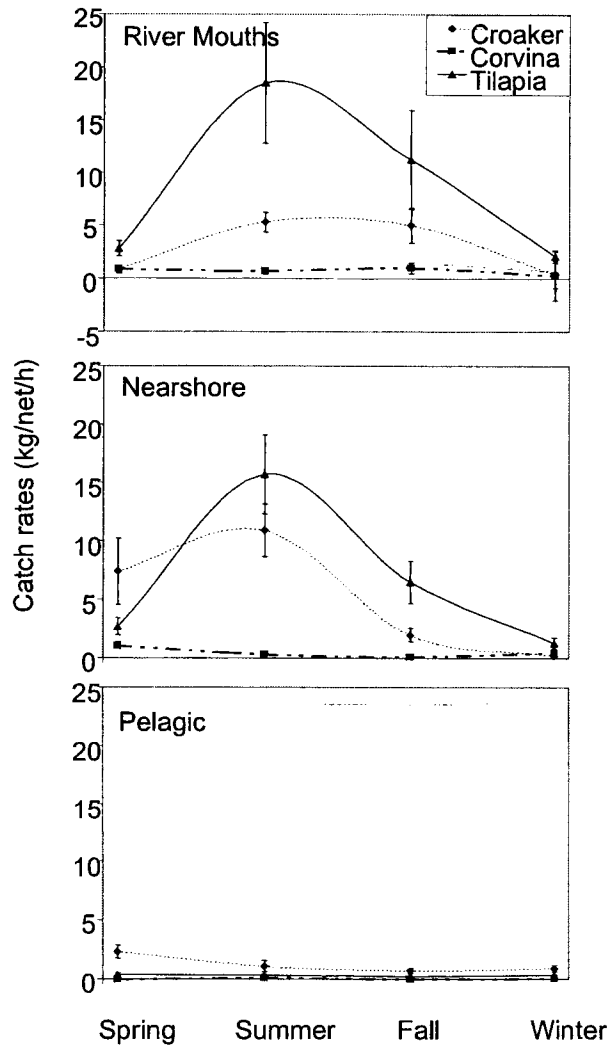 25
River Mouths
Croaker
Corvina
Tilapia
20
15
10
5
0
-5
Catch rates (kg/net/h)
25
Nearshore
20
15
10
5
0
25
Pelagic
20
15
10
5
0
Spring Summer Fall Winter